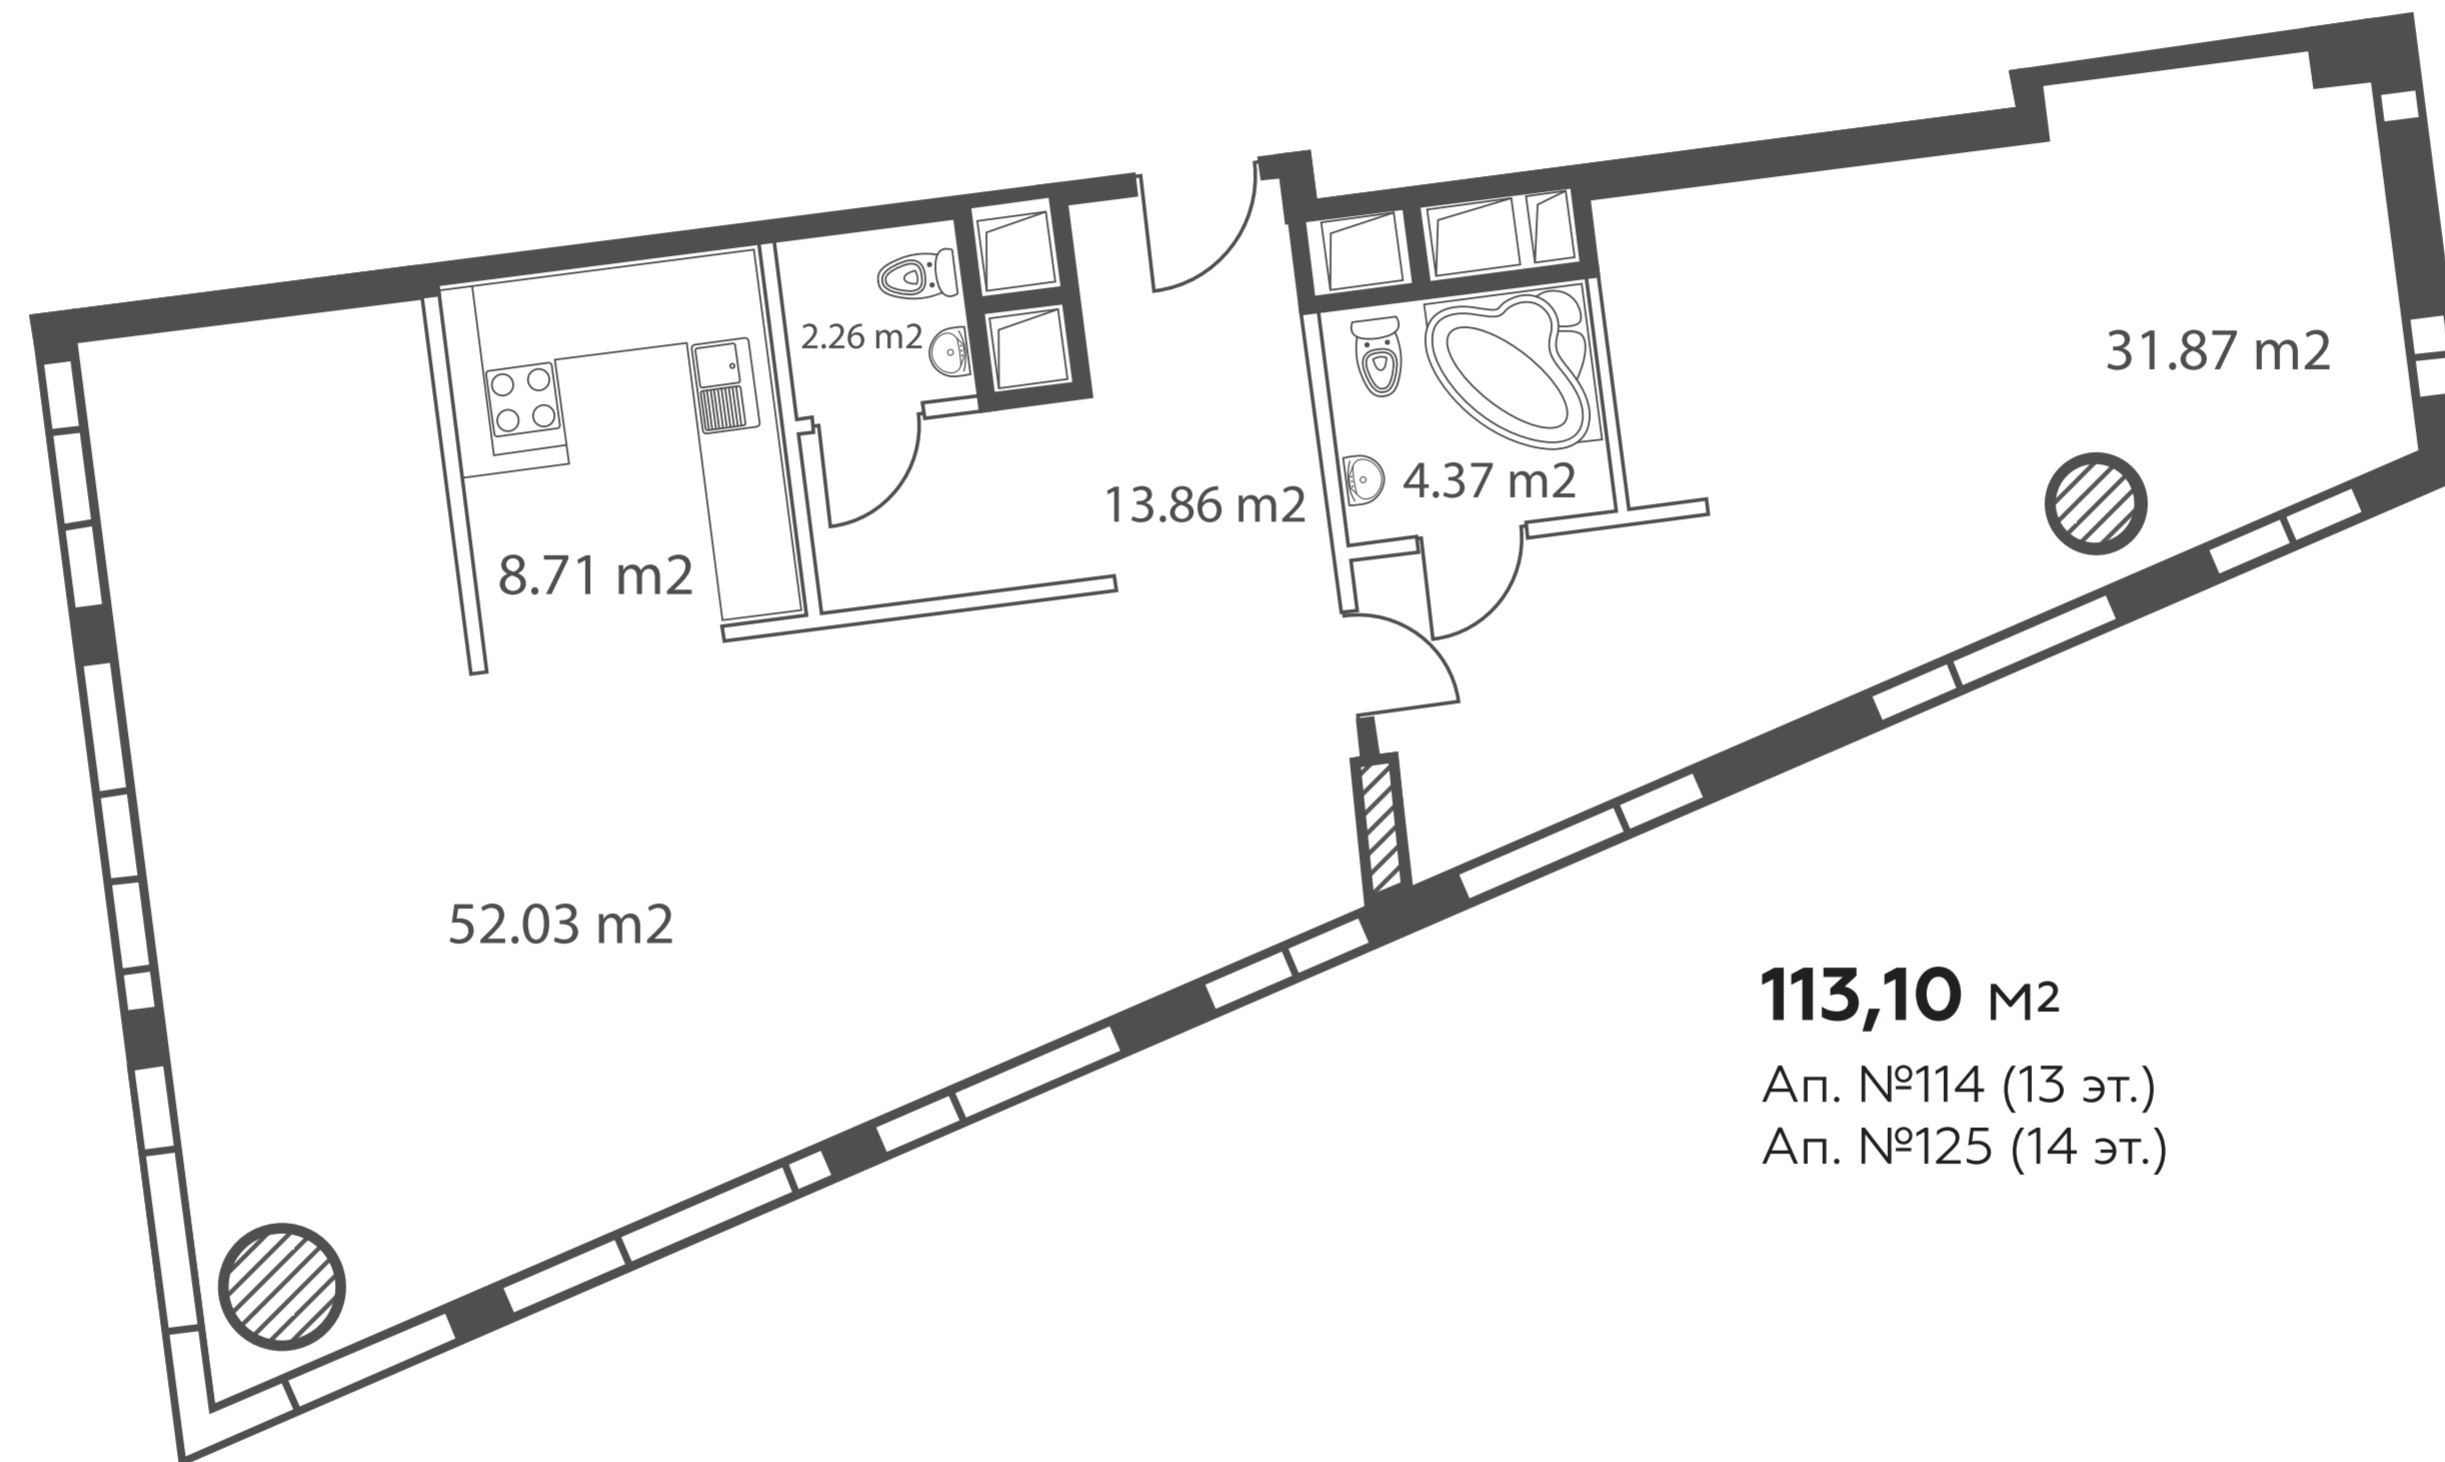 2.26 m2
31.87 m2
4.37 m2
13.86 m2
8.71 m2
52.03 m2
113,10 м2
Ап. №114 (13 эт.)
Ап. №125 (14 эт.)